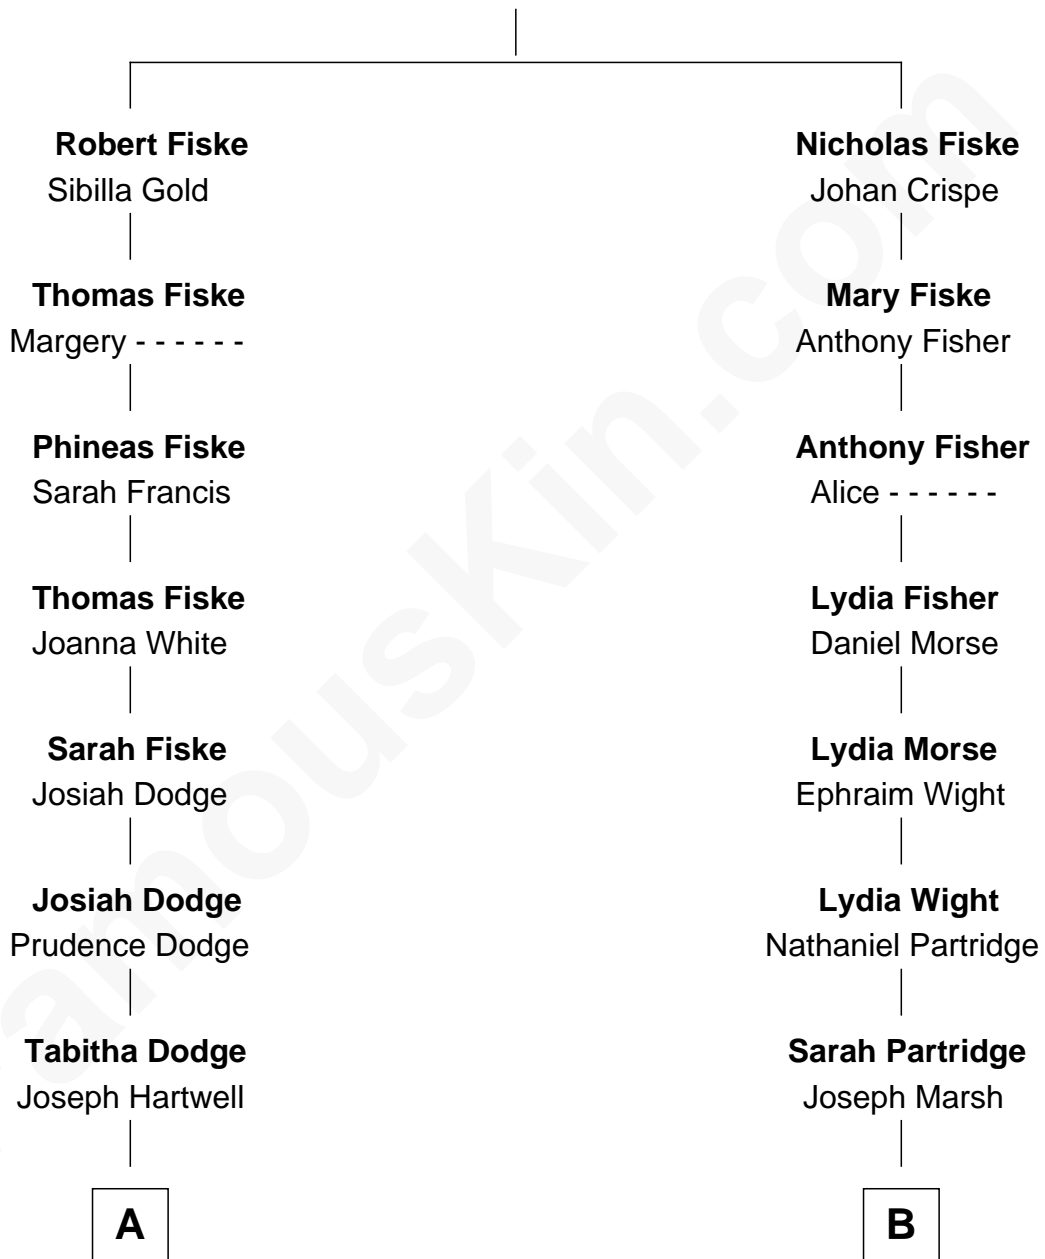 Robert Fiske
Sibilla Gold
Thomas Fiske
Margery - - - - - -
Phineas Fiske
Sarah Francis
Thomas Fiske
Joanna White
Sarah Fiske
Josiah Dodge
Josiah Dodge
Prudence Dodge
Tabitha Dodge
Joseph Hartwell
A
Nicholas Fiske
Johan Crispe
Mary Fiske
Anthony Fisher
Anthony Fisher
Alice - - - - - -
Lydia Fisher
Daniel Morse
Lydia Morse
Ephraim Wight
Lydia Wight
Nathaniel Partridge
Sarah Partridge
Joseph Marsh
B
amouskin.com